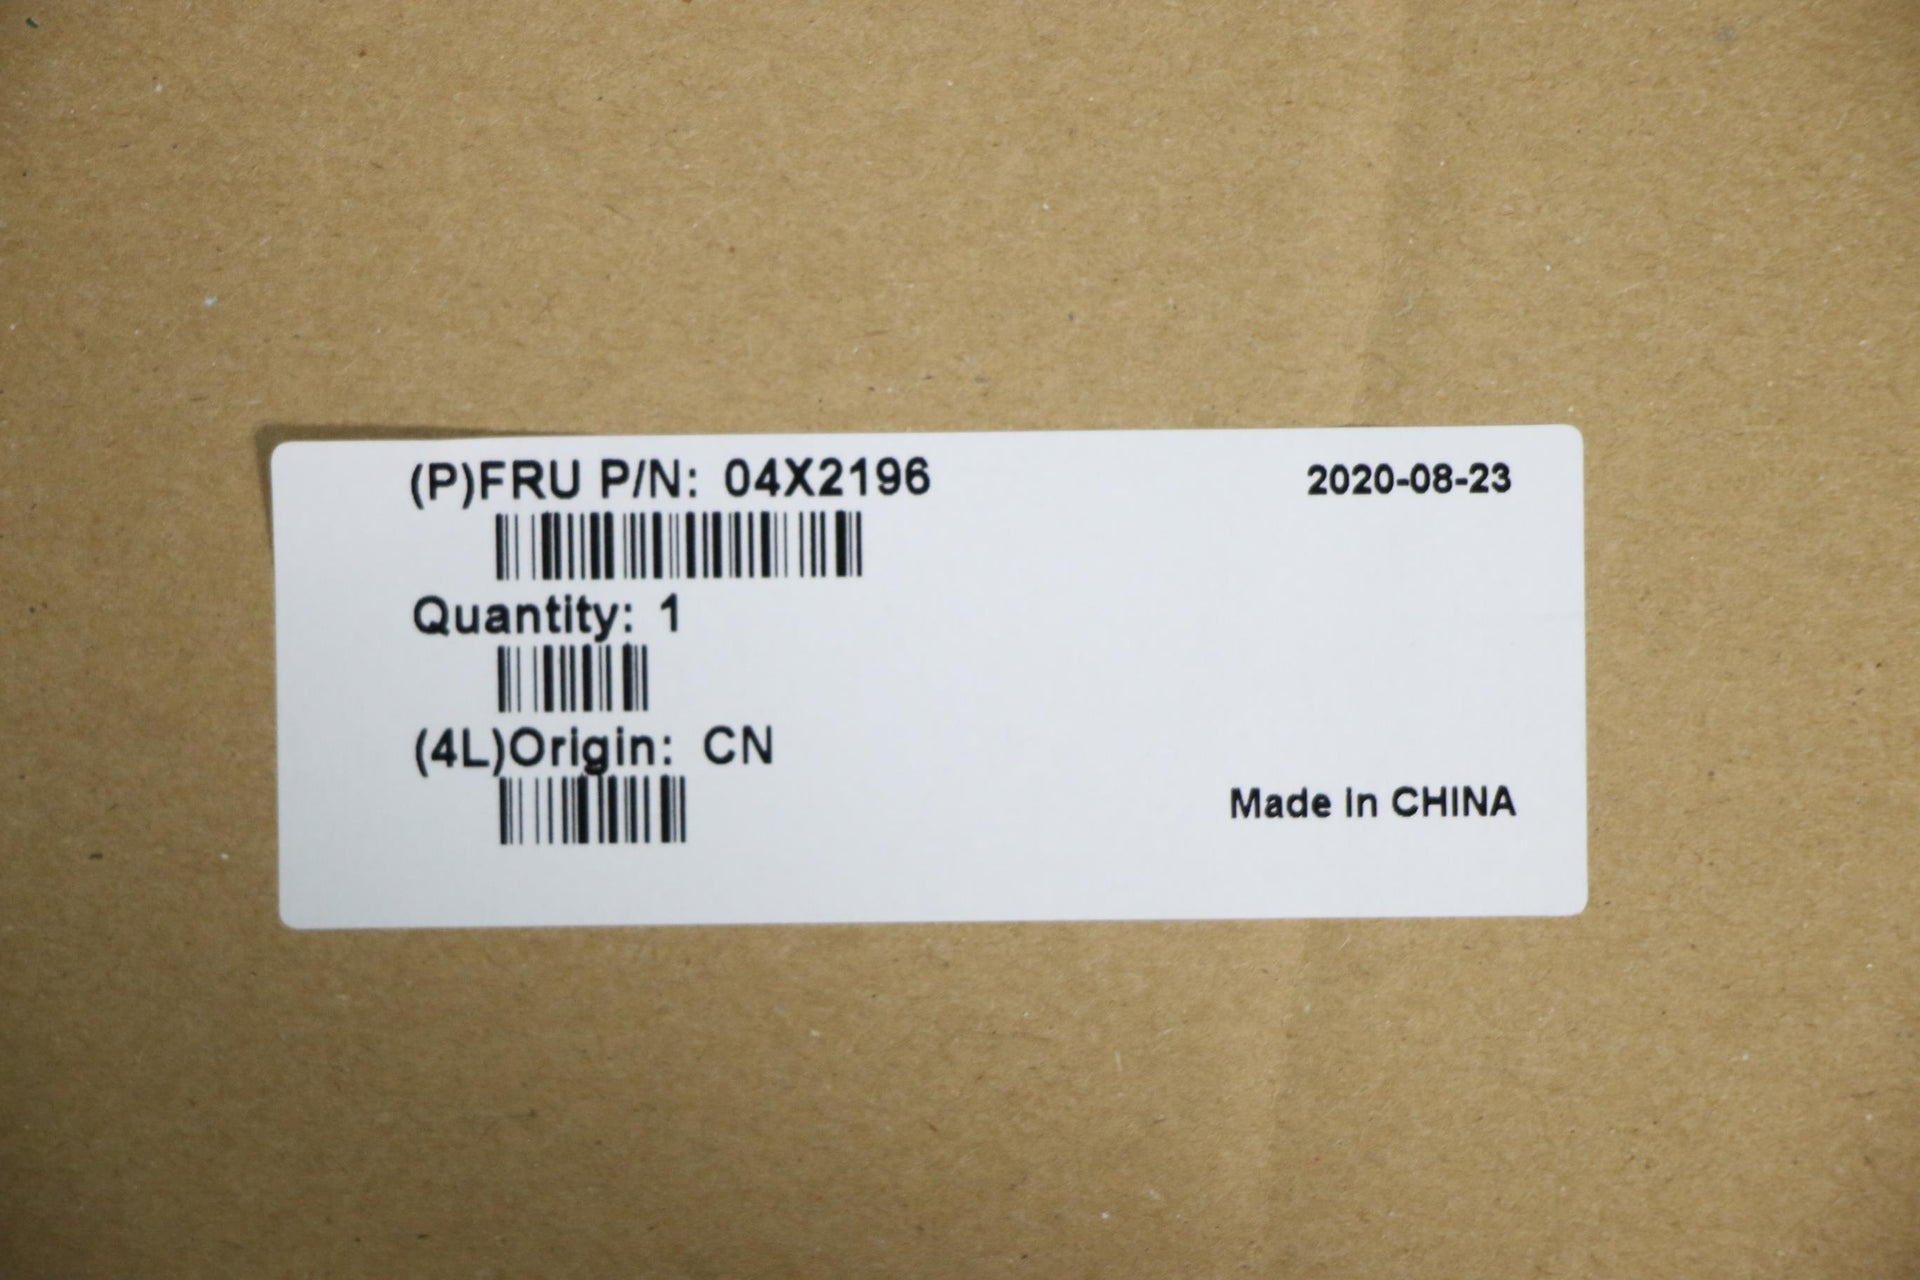 (P)FRU P/N: 04X2196
2020-08-23
Quantity: 1
(4L)Origin: CN
Made in CHINA